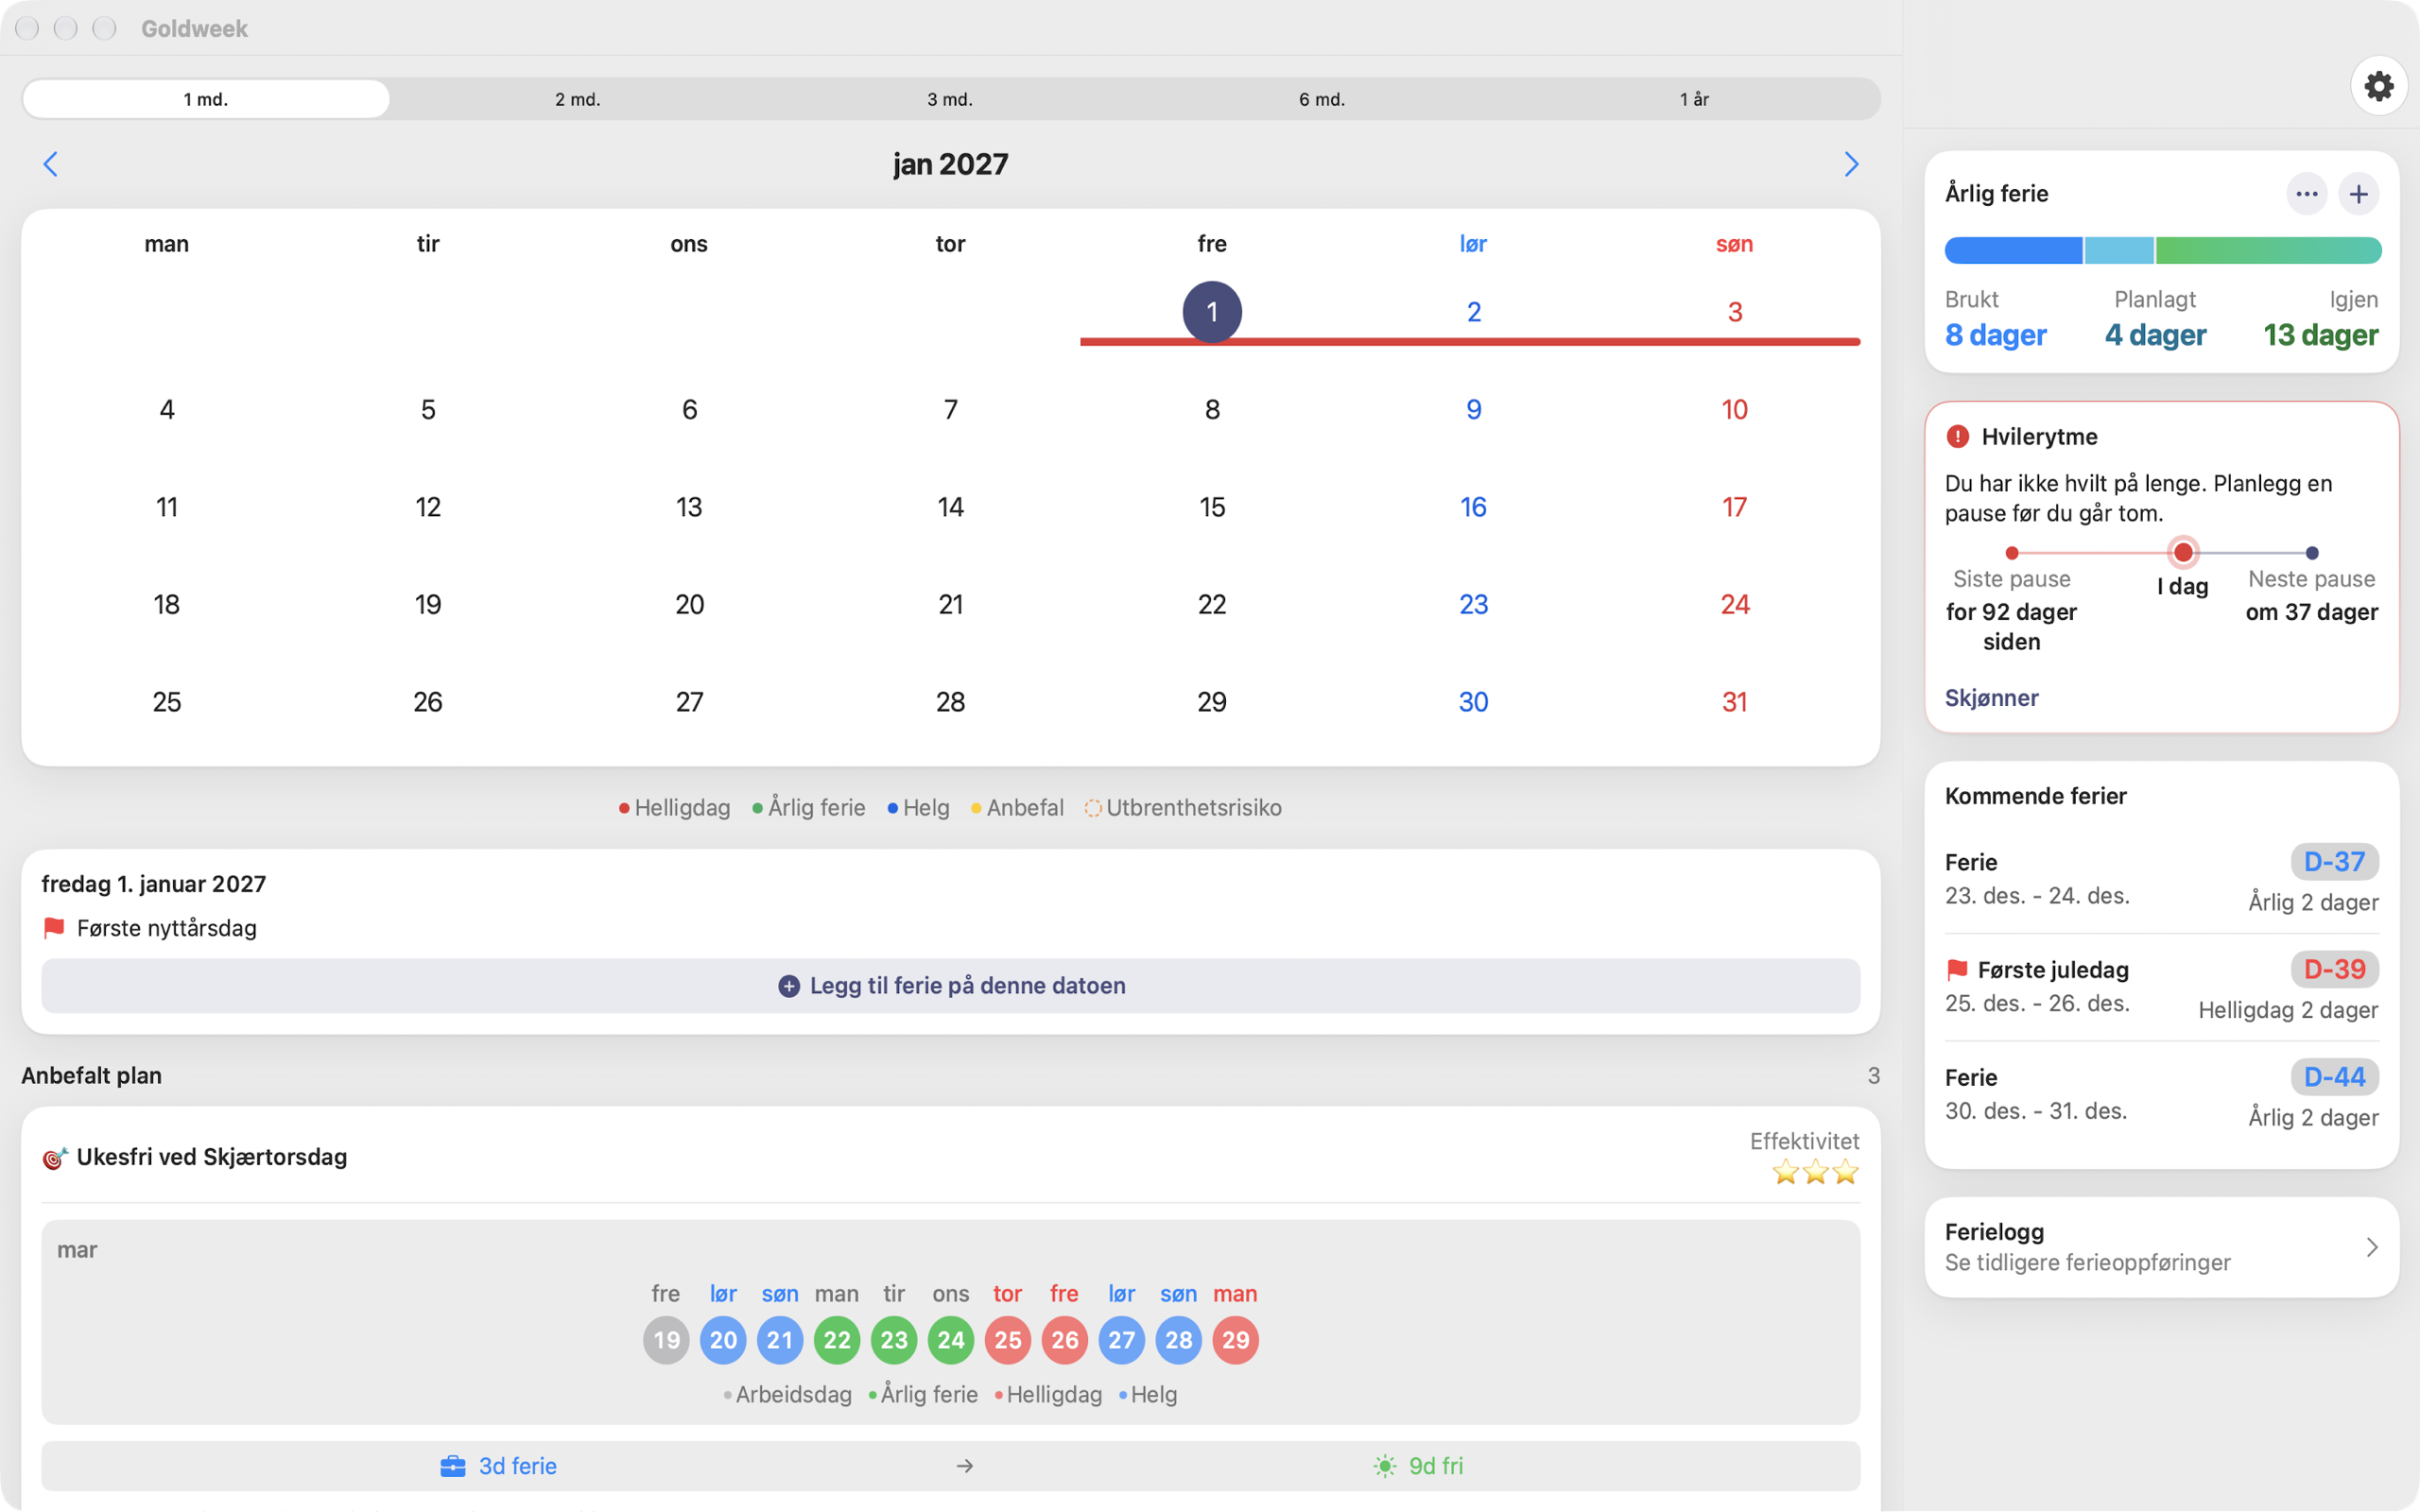 Goldweek
1 md. 2 md. 3 md. 6 md. 1 år
jan 2027
man tir ons tor fre lør søn
1 2 3
4 5 6 7 8 9 10
11 12 13 14 15 16 17
18 19 20 21 22 23 24
25 26 27 28 29 30 31
Helligdag Årlig ferie Helg Anbefal Utbrenthetsrisiko
fredag 1. januar 2027
Første nyttårsdag
Legg til ferie på denne datoen
Anbefalt plan 3
Ukesfri ved Skjærtorsdag
Effektivitet
mar
fre lør søn man tir ons tor fre lør søn man
19 20 21 22 23 24 25 26 27 28 29
Arbeidsdag Årlig ferie Helligdag Helg
3d ferie → 9d fri
Årlig ferie
Brukt Planlagt Igjen
8 dager 4 dager 13 dager
Hvilerytme
Du har ikke hvilt på lenge. Planlegg en
pause før du går tom.
Siste pause I dag Neste pause
for 92 dager om 37 dager
siden
Skjønner
Kommende ferier
Ferie D-37
23. des. - 24. des. Årlig 2 dager
Første juledag D-39
25. des. - 26. des. Helligdag 2 dager
Ferie D-44
30. des. - 31. des. Årlig 2 dager
Ferielogg
Se tidligere ferieoppføringer